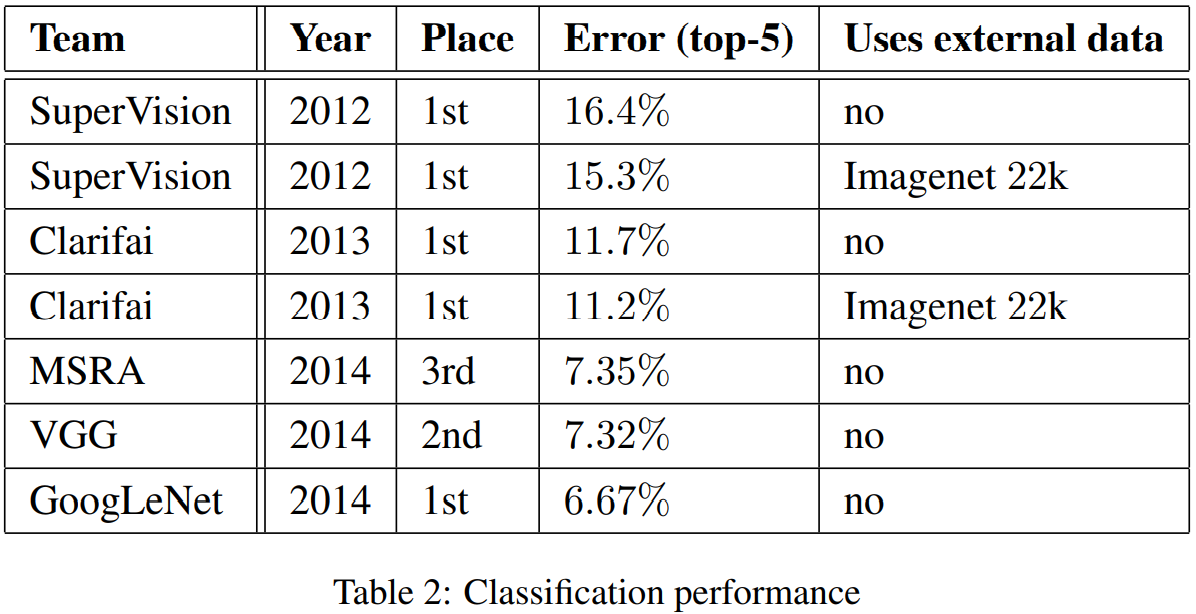 Team Year Place Error (top-5) Uses external data
SuperVision 2012 1st 16.4% no
SuperVision 2012 1st 15.3% Imagenet 22k
Clarifai 2013 1st 11.7% no
Clarifai 2013 1st 11.2% Imagenet 22k
MSRA 2014 3rd 7.35% no
VGG 2014 2nd 7.32% no
GoogLeNet 2014 1st 6.67% no
Table 2: Classification performance